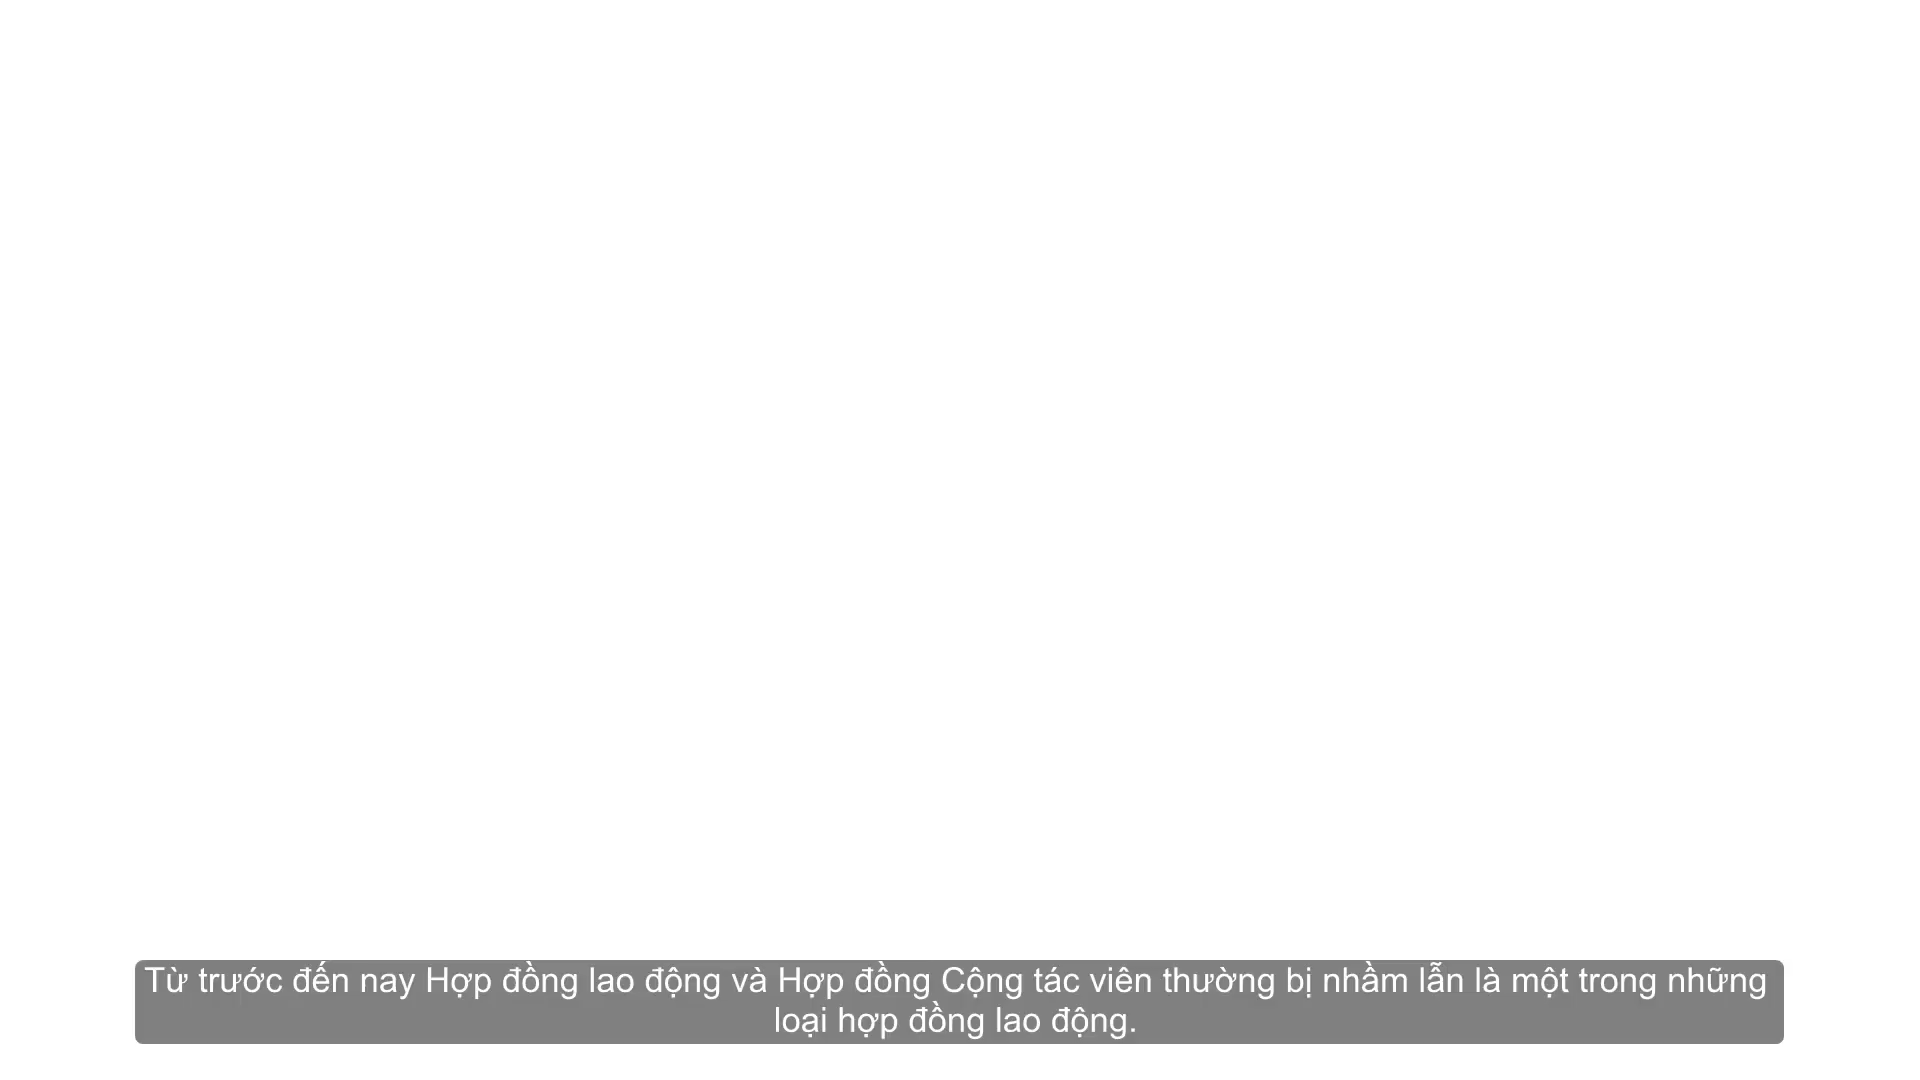 Từ trước đến nay Hợp đồng lao động và Hợp đồng Cộng tác viên thường bị nhầm lẫn là một trong những
loại hợp đồng lao động.